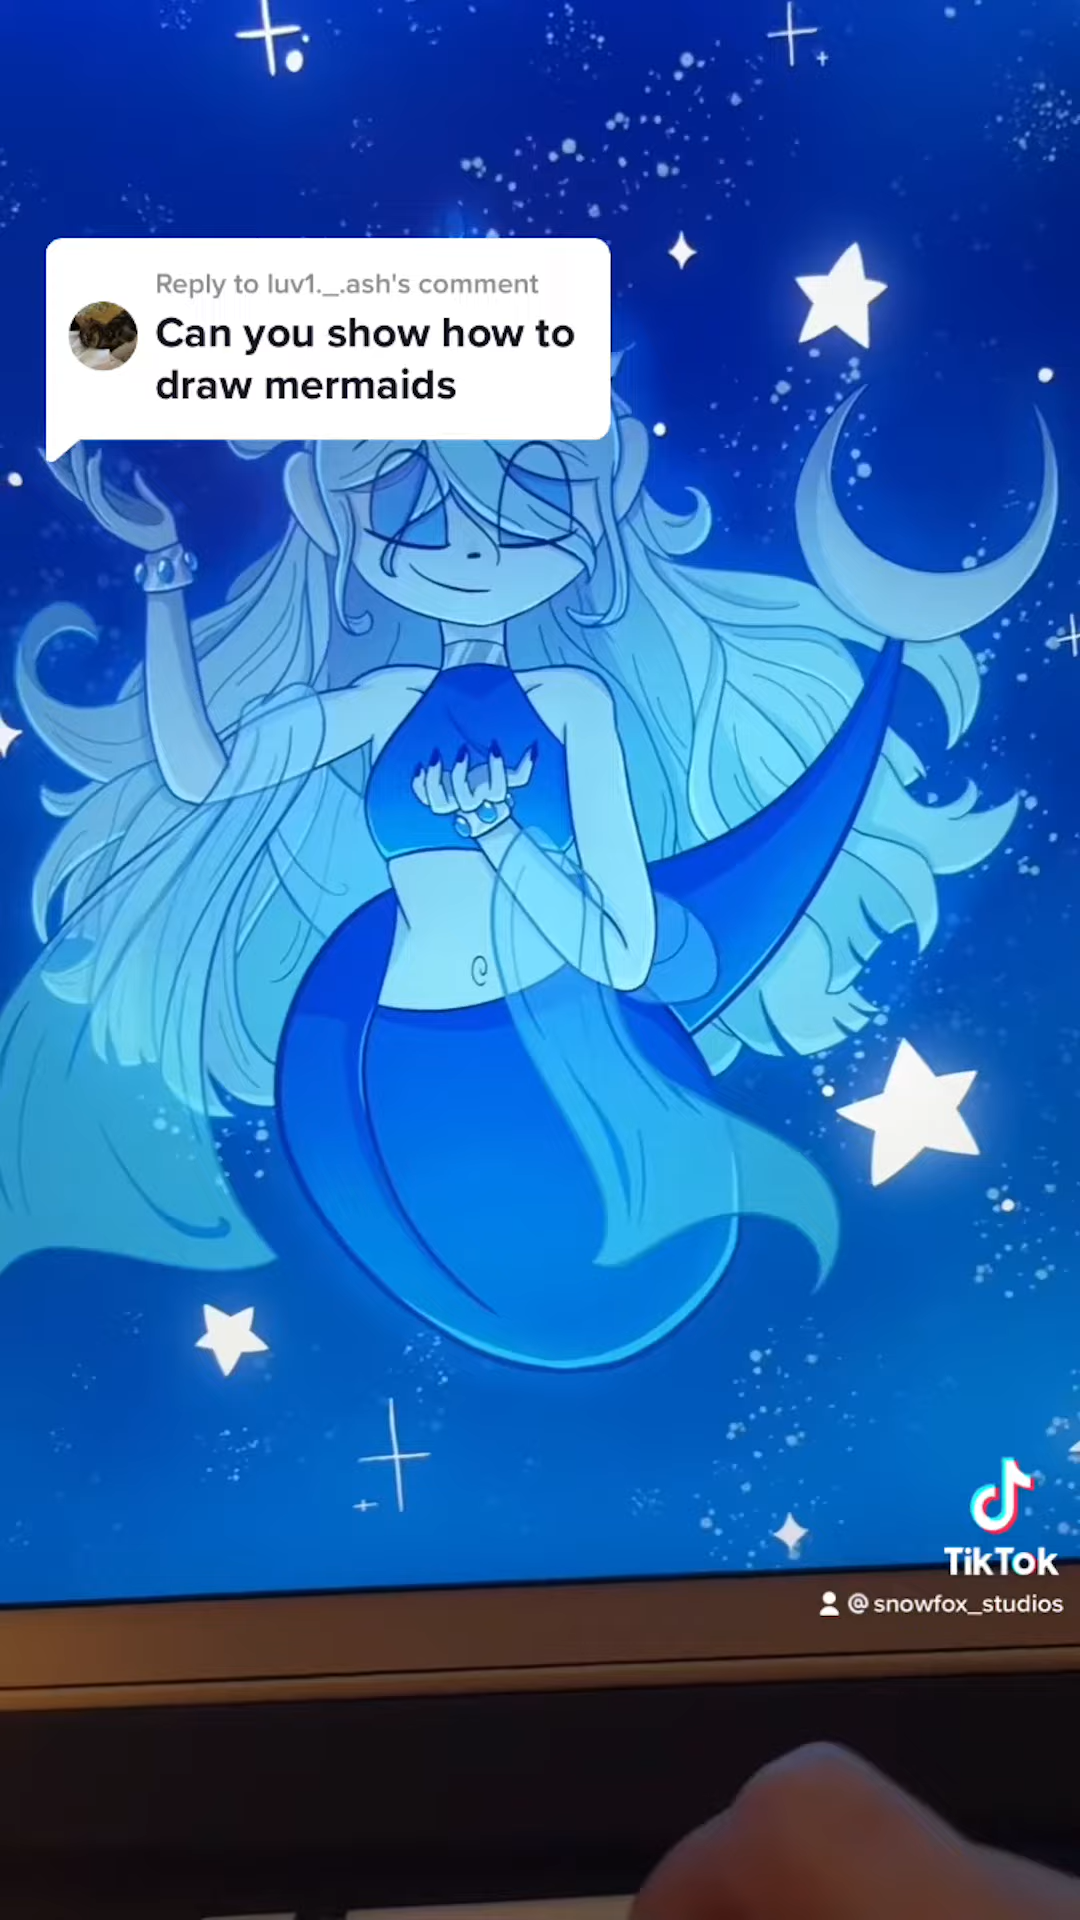 Reply to luv1._.ash's comment
Can you show how to
draw mermaids
TikTok
@snowfox_studios